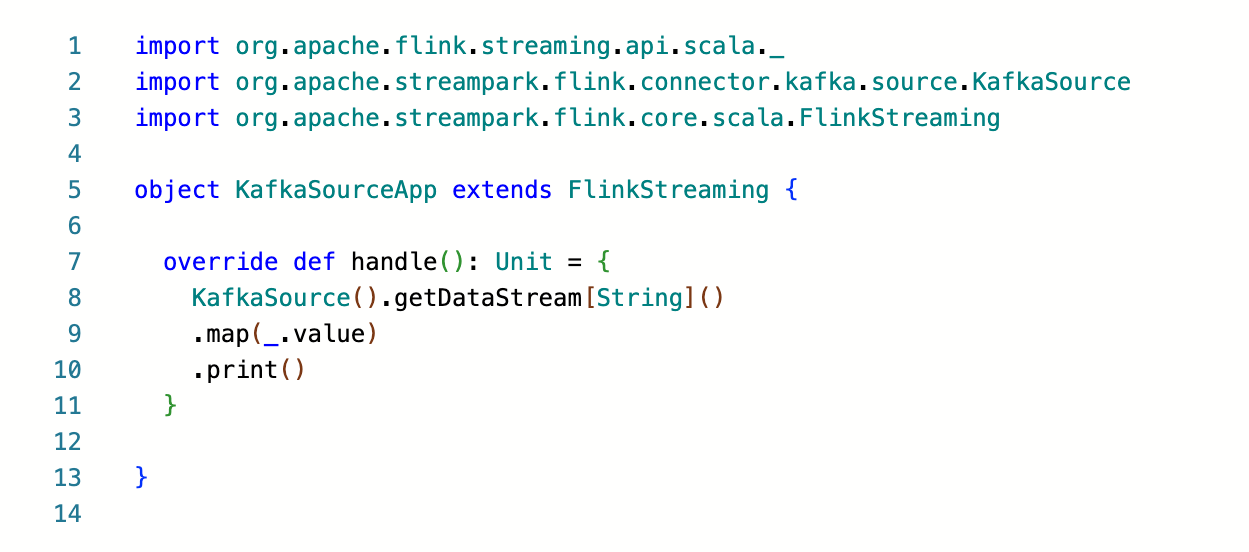 1 import org.apache.flink.streaming.api.scala._
2 import org.apache.streampark.flink.connector.kafka.source.KafkaSource
3 import org.apache.streampark.flink.core.scala.FlinkStreaming
4
5 object KafkaSourceApp extends FlinkStreaming {
6
7   override def handle(): Unit = {
8     KafkaSource().getDataStream[String]()
9     .map(_.value)
10     .print()
11   }
12
13 }
14